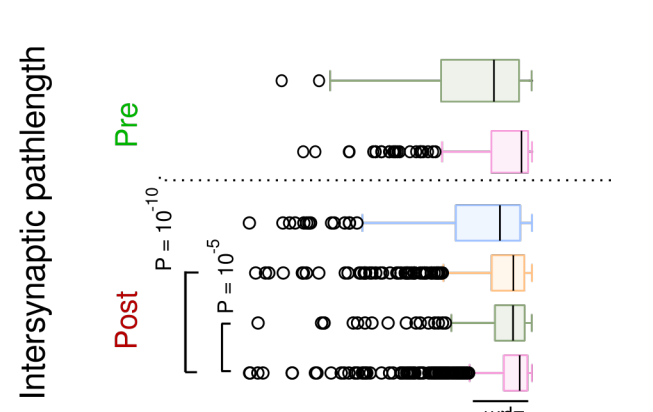 Intersynaptic pathlength
Pre
Post
P = 10⁻¹⁰
P = 10⁻⁵